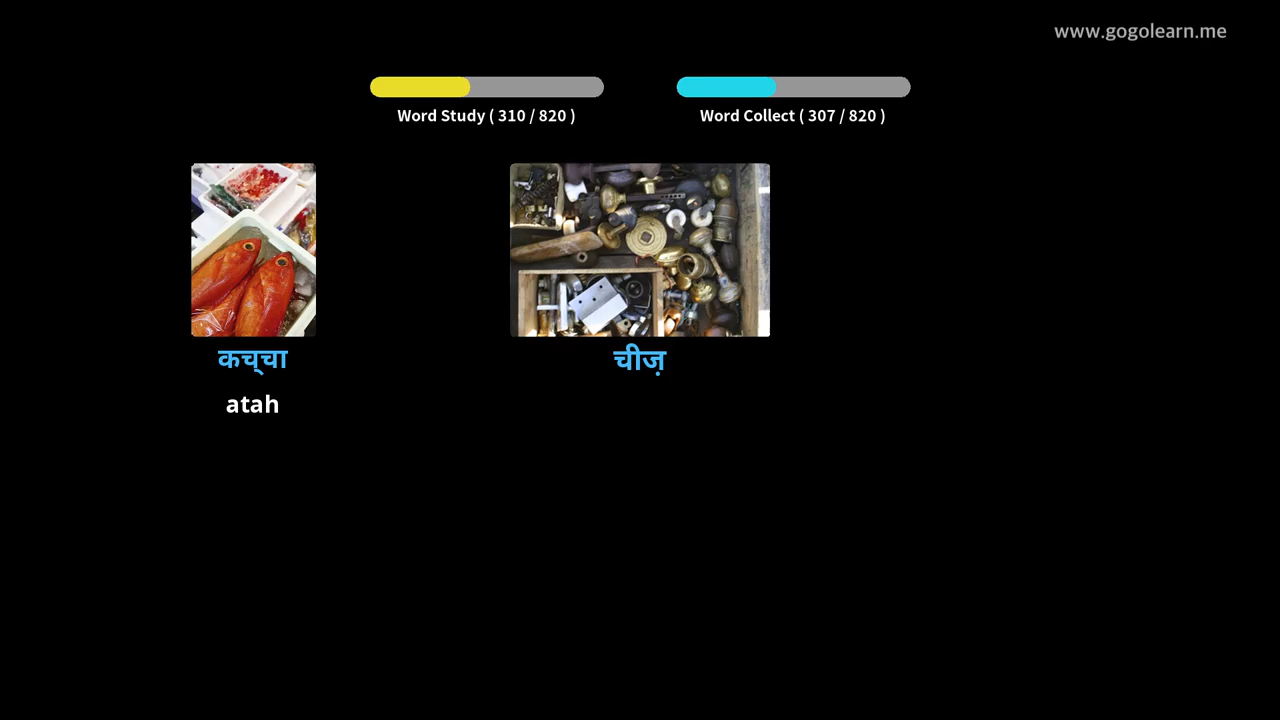 www.gogolearn.me
Word Study ( 310 / 820 )
Word Collect ( 307 / 820 )
कच्चा
चीज़
atah